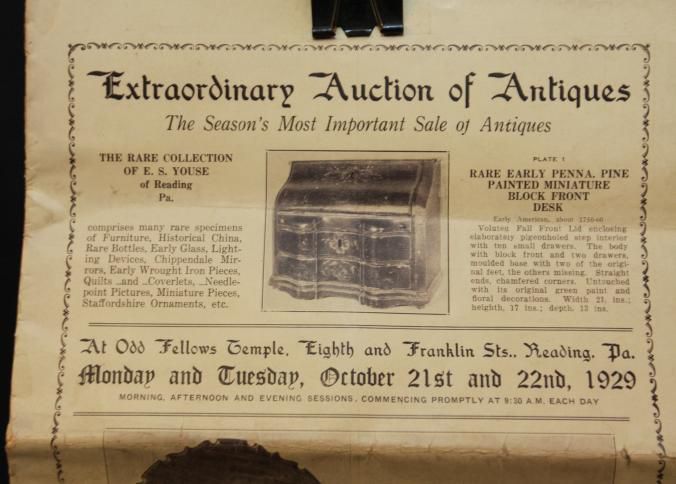 Extraordinary Auction of Antiques
The Season's Most Important Sale of Antiques
THE RARE COLLECTION
OF E. S. YOUSE
of Reading
Pa.
comprises many rare specimens
of Furniture, Historical China,
Rare Bottles, Early Glass, Light-
ing Devices, Chippendale Mir-
rors, Early Wrought Iron Pieces,
Quilts ..and ..Coverlets, ..Needle-
point Pictures, Miniature Pieces,
Staffordshire Ornaments, etc.
PLATE 1
RARE EARLY PENNA. PINE
PAINTED MINIATURE
BLOCK FRONT
DESK
Early American, about 1750-60
Voluted Fall Front Lid enclosing
elaborately pigeonholed step interior
with ten small drawers. The body
with block front and two drawers,
moulded base with two of the origi-
nal feet, the others missing. Straight
ends, chamfered corners. Untouched
with its original green paint and
floral decorations. Width 21, ins.;
heighth, 17 ins.; depth, 13 ins.
At Odd Fellows Temple, Eighth and Franklin Sts., Reading, Pa.
Monday and Tuesday, October 21st and 22nd, 1929
MORNING, AFTERNOON AND EVENING SESSIONS, COMMENCING PROMPTLY AT 9:30 A.M. EACH DAY